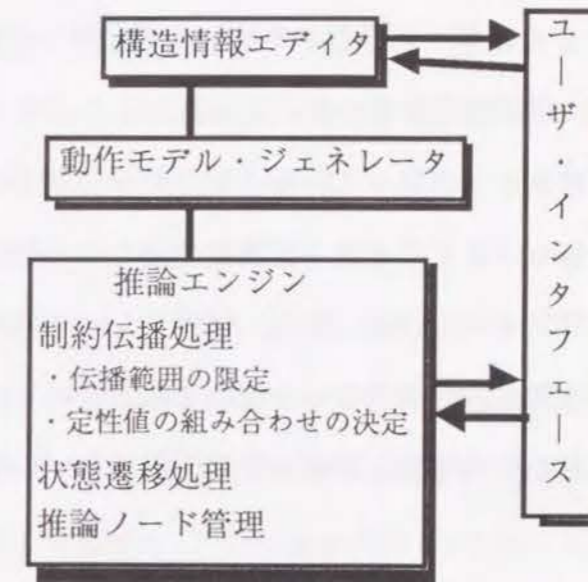 構造情報エディタ
動作モデル・ジェネレータ
推論エンジン
制約伝播処理
・伝播範囲の限定
・定性値の組み合わせの決定
状態遷移処理
推論ノード管理
ユーザ・インタフェース